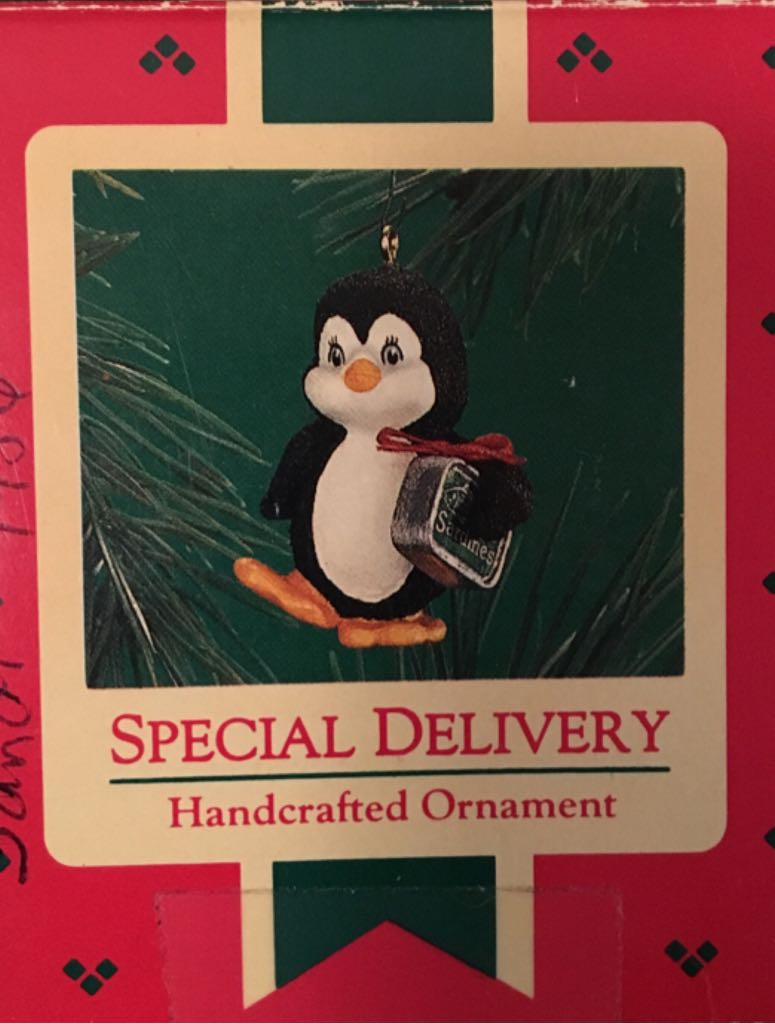 Sardines
SPECIAL DELIVERY
Handcrafted Ornament